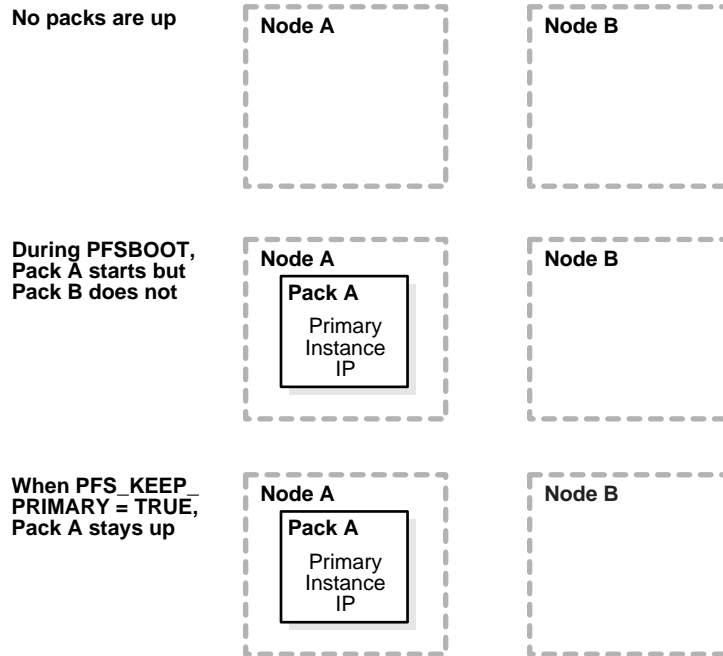 No packs are up
Node A
Node B
During PFSBOOT,
Pack A starts but
Pack B does not
Node A
Pack A
Primary
Instance
IP
Node B
When PFS_KEEP_
PRIMARY = TRUE,
Pack A stays up
Node A
Pack A
Primary
Instance
IP
Node B